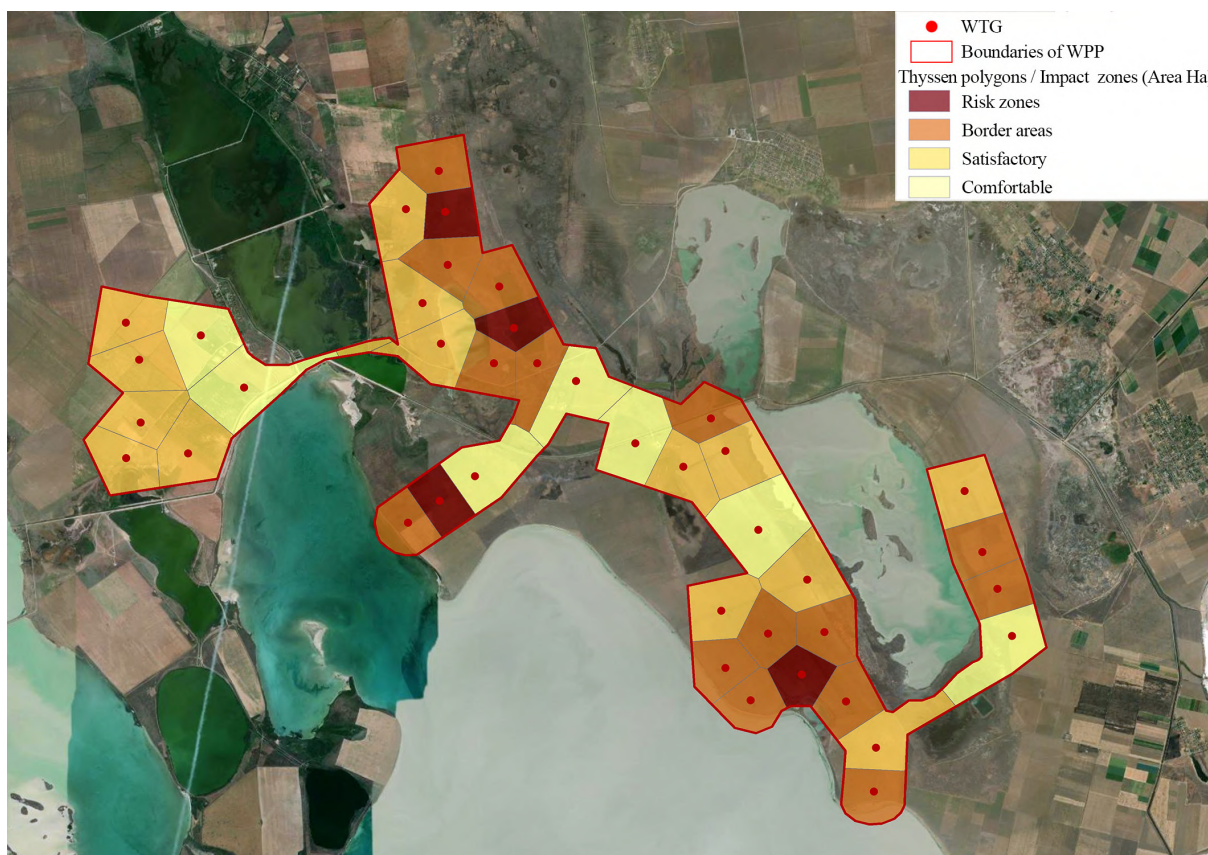 WTG
Boundaries of WPP
Thyssen polygons / Impact zones (Area Ha
Risk zones
Border areas
Satisfactory
Comfortable